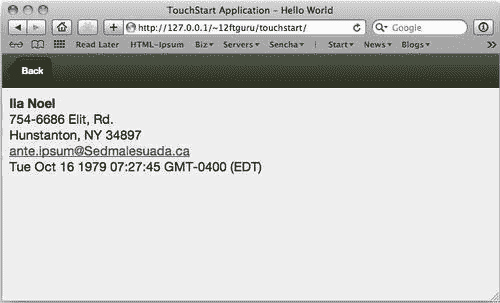 TouchStart Application – Hello World
http://127.0.0.1/~12ftguru/touchstart/
Google
Read Later HTML-Ipsum Biz Servers Sencha Start News Blogs
Back
Ila Noel
754-6686 Elit, Rd.
Hunstanton, NY 34897
ante.ipsum@Sedmalesuada.ca
Tue Oct 16 1979 07:27:45 GMT-0400 (EDT)